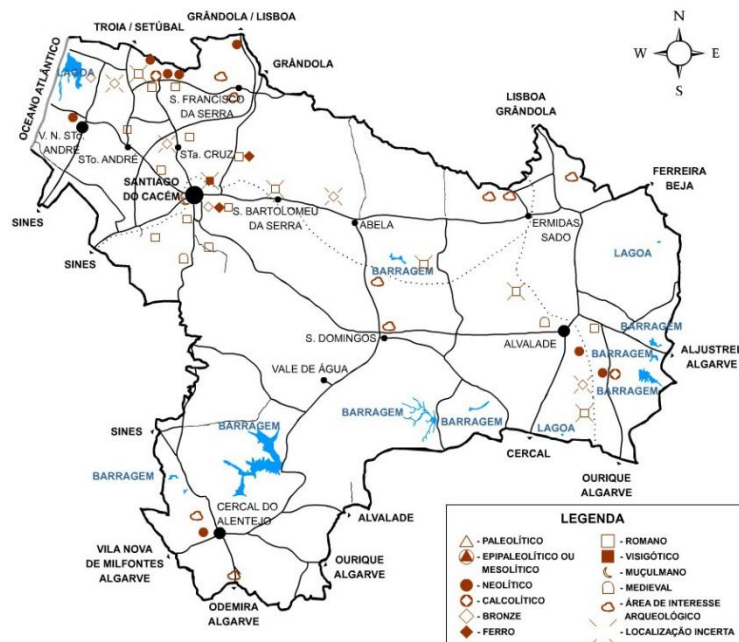 GRÂNDOLA / LISBOA
TROIA / SETÚBAL
N
W
E
S
GRÂNDOLA
OCEANO ATLÂNTICO
LAGOA
S. FRANCISCO
DA SERRA
LISBOA
GRÂNDOLA
V. N. STo.
ANDRÉ
STo. ANDRÉ
STa. CRUZ
FERREIRA
BEJA
SANTIAGO
DO CACÉM
SINES
S. BARTOLOMEU
DA SERRA
ABELA
ERMIDAS
SADO
SINES
BARRAGEM
LAGOA
S. DOMINGOS
ALVALADE
BARRAGEM
BARRAGEM
BARRAGEM
ALJUSTREL
ALGARVE
VALE DE ÁGUA
BARRAGEM
BARRAGEM
SINES
BARRAGEM
LAGOA
CERCAL
BARRAGEM
OURIQUE
ALGARVE
CERCAL DO
ALENTEJO
ALVALADE
VILA NOVA
DE MILFONTES
ALGARVE
OURIQUE
ALGARVE
ODEMIRA
ALGARVE
LEGENDA
- PALEOLÍTICO
- EPIPALEOLÍTICO OU
MESOLÍTICO
- NEOLÍTICO
- CALCOLÍTICO
- BRONZE
- FERRO
- ROMANO
- VISIGÓTICO
- MUÇULMANO
- MEDIEVAL
- ÁREA DE INTERESSE
ARQUEOLÓGICO
- LOCALIZAÇÃO INCERTA